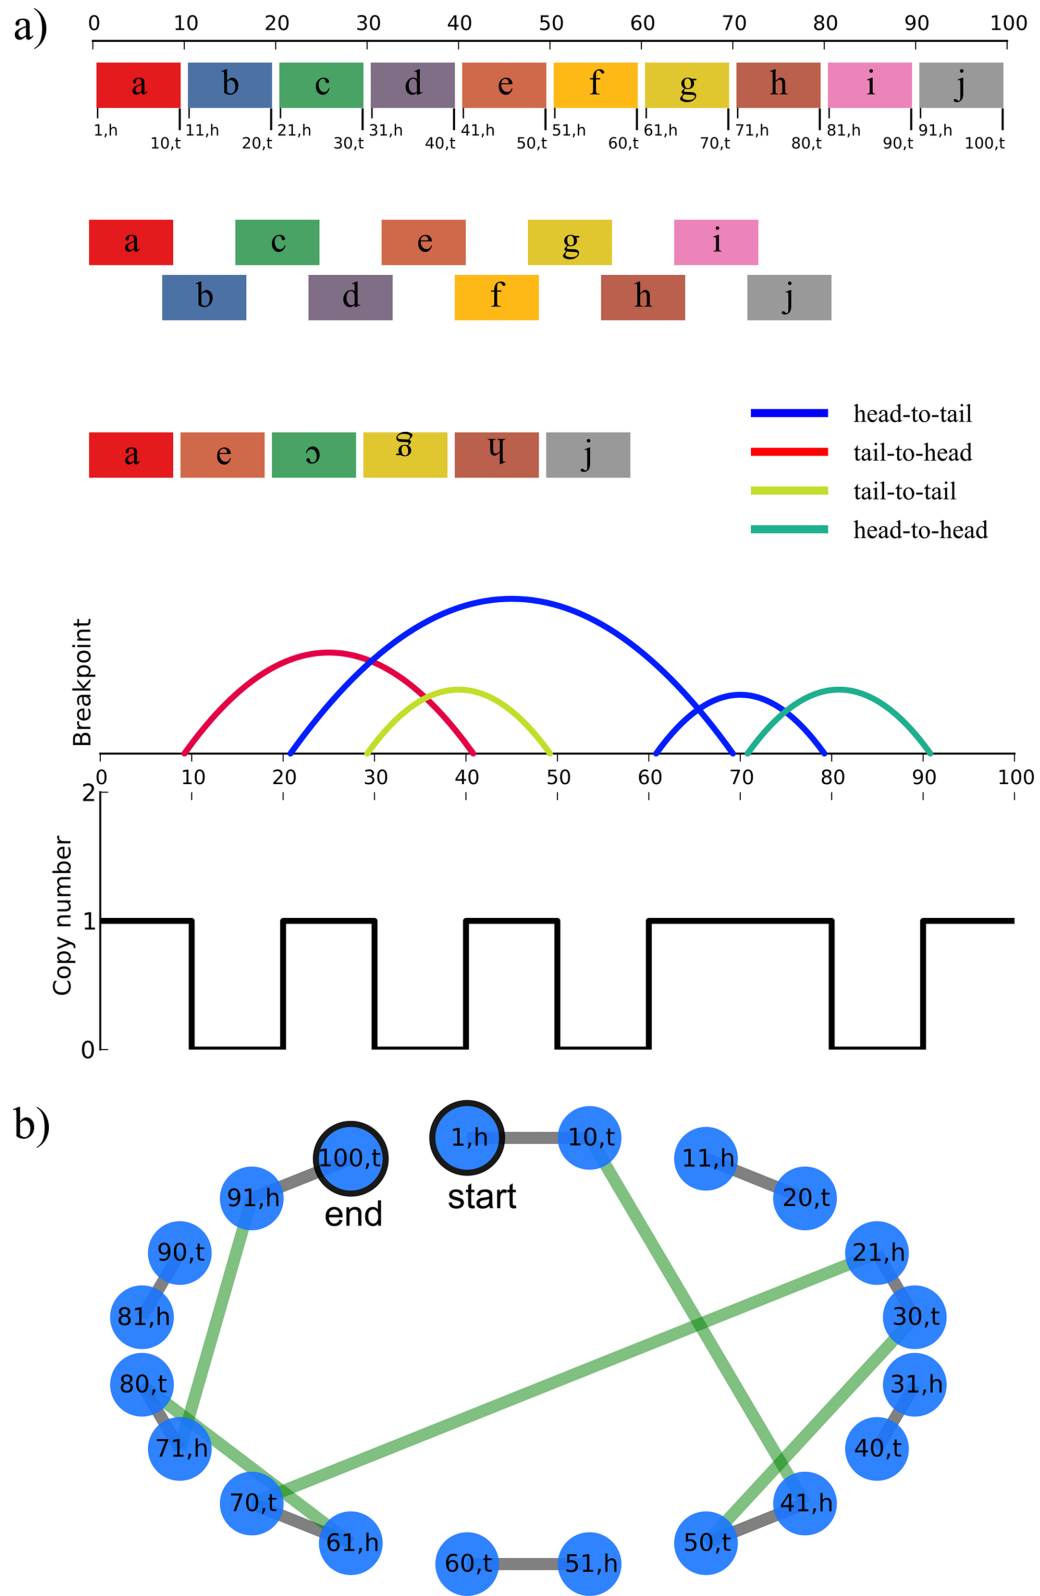 a)
0 10 20 30 40 50 60 70 80 90 100
a b c d e f g h i j
1,h 11,h 21,h 31,h 41,h 51,h 61,h 71,h 81,h 91,h
10,t 20,t 30,t 40,t 50,t 60,t 70,t 80,t 90,t 100,t
a c e g i
b d f h j
a e c g h j
head-to-tail
tail-to-head
tail-to-tail
head-to-head
Breakpoint
0 10 20 30 40 50 60 70 80 90 100
Copy number
2
1
0
b)
1,h 10,t
100,t 11,h
start
end
91,h 20,t
90,t 21,h
81,h 30,t
80,t 31,h
71,h 40,t
70,t 41,h
61,h 50,t
60,t 51,h